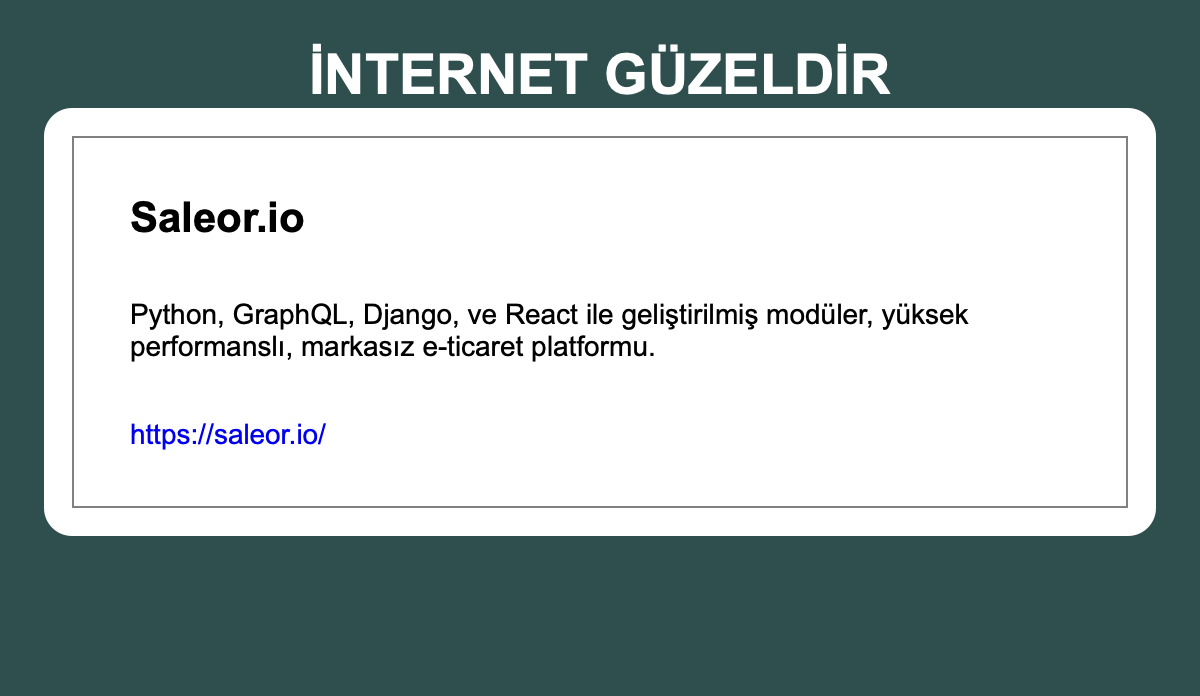 İNTERNET GÜZELDİR
Saleor.io
Python, GraphQL, Django, ve React ile geliştirilmiş modüler, yüksek
performanslı, markasız e-ticaret platformu.
https://saleor.io/